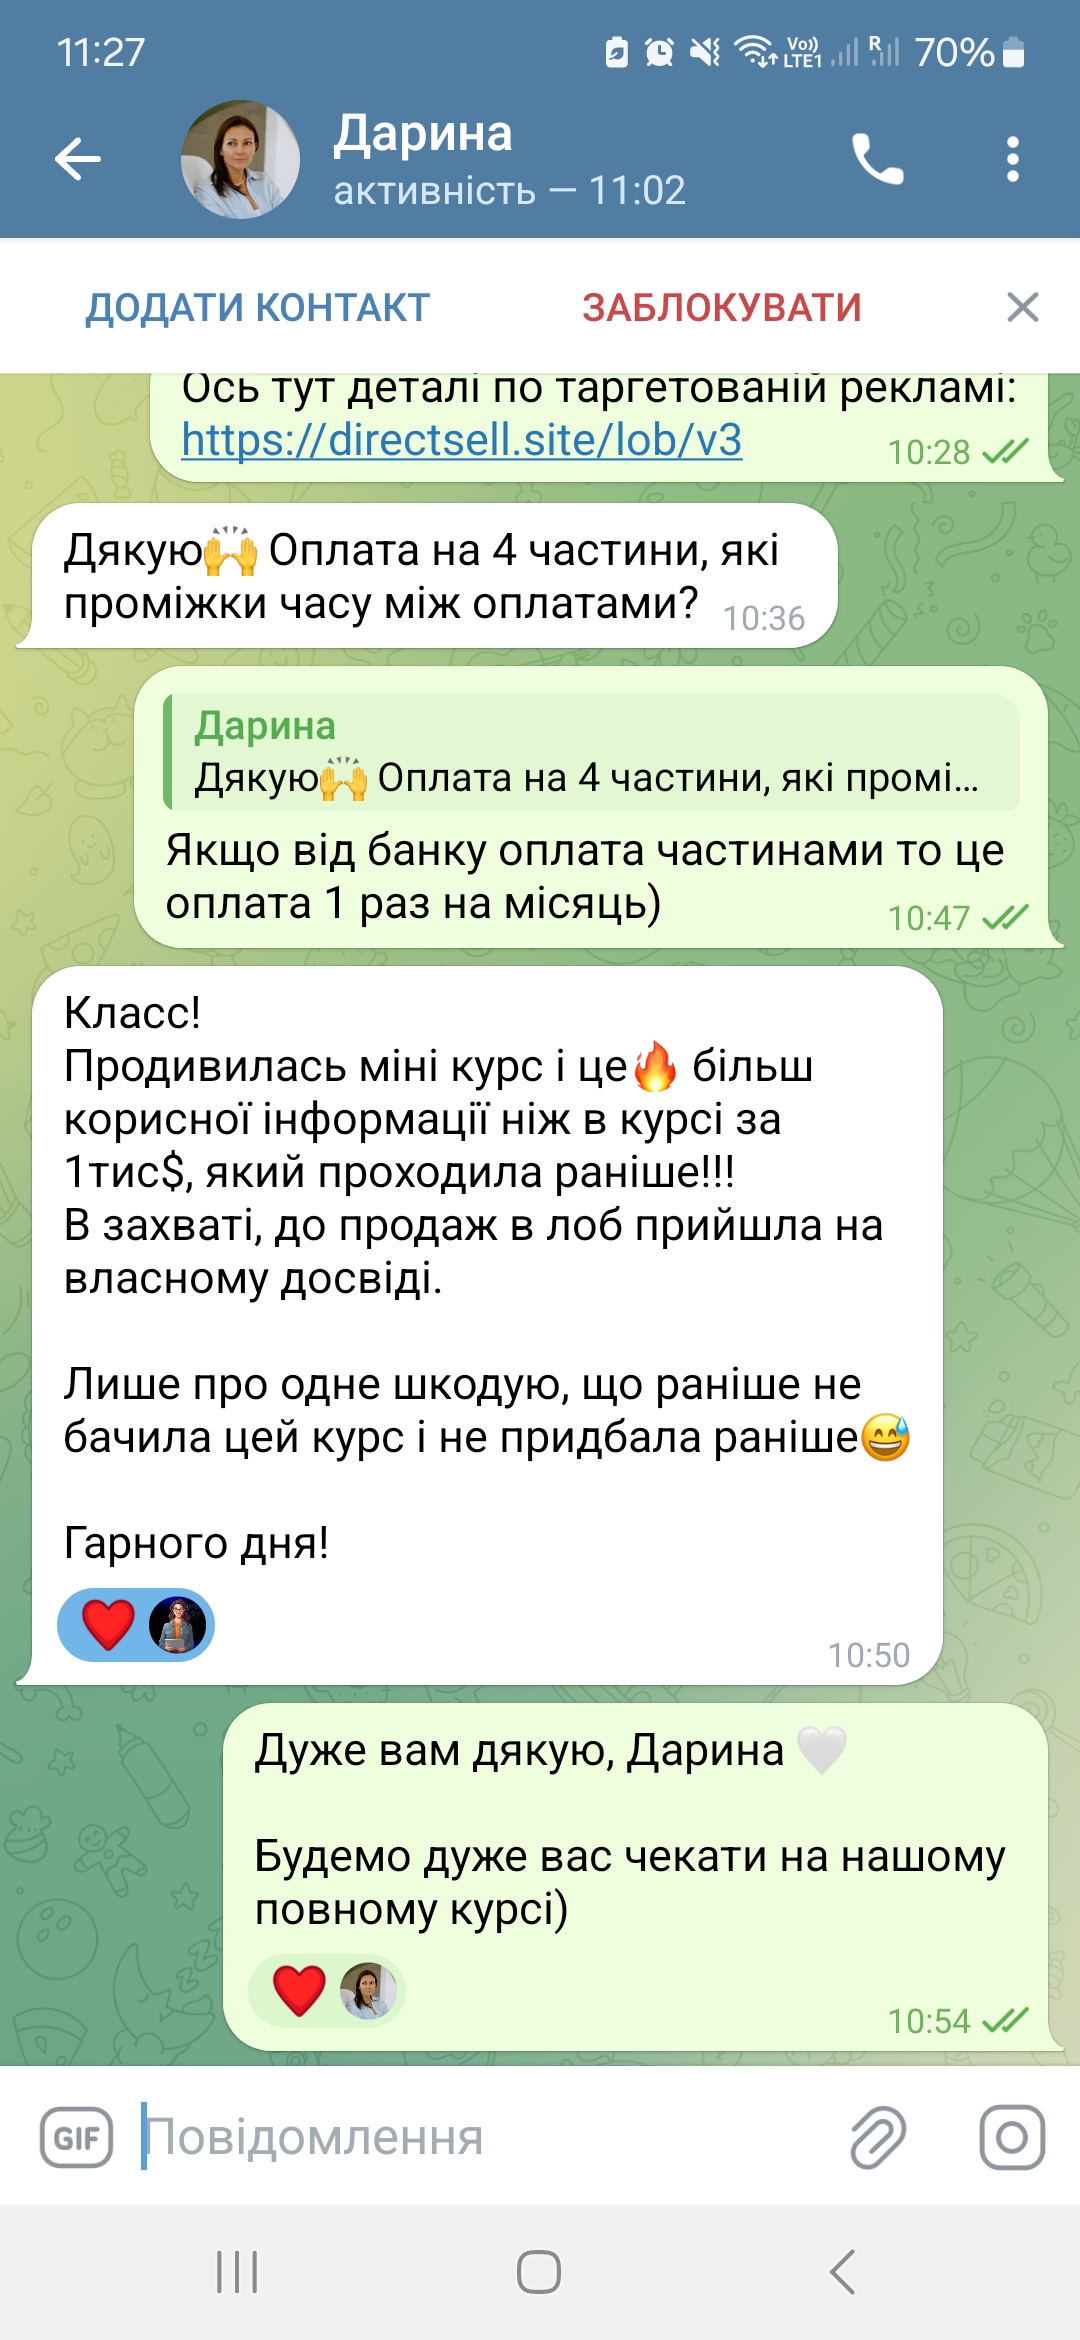 11:27
Vo)) LTE1 R 70%
Дарина
активність — 11:02
ДОДАТИ КОНТАКТ ЗАБЛОКУВАТИ
Ось тут деталі по таргетованій рекламі:
https://directsell.site/lob/v3
10:28
Дякую🙌 Оплата на 4 частини, які
проміжки часу між оплатами?
10:36
Дарина
Дякую🙌 Оплата на 4 частини, які промі...
Якщо від банку оплата частинами то це
оплата 1 раз на місяць)
10:47
Класс!
Продивилась міні курс і це🔥 більш
корисної інформації ніж в курсі за
1тис$, який проходила раніше!!!
В захваті, до продаж в лоб прийшла на
власному досвіді.
Лише про одне шкодую, що раніше не
бачила цей курс і не придбала раніше😅
Гарного дня!
10:50
Дуже вам дякую, Дарина 🤍
Будемо дуже вас чекати на нашому
повному курсі)
10:54
GIF Повідомлення